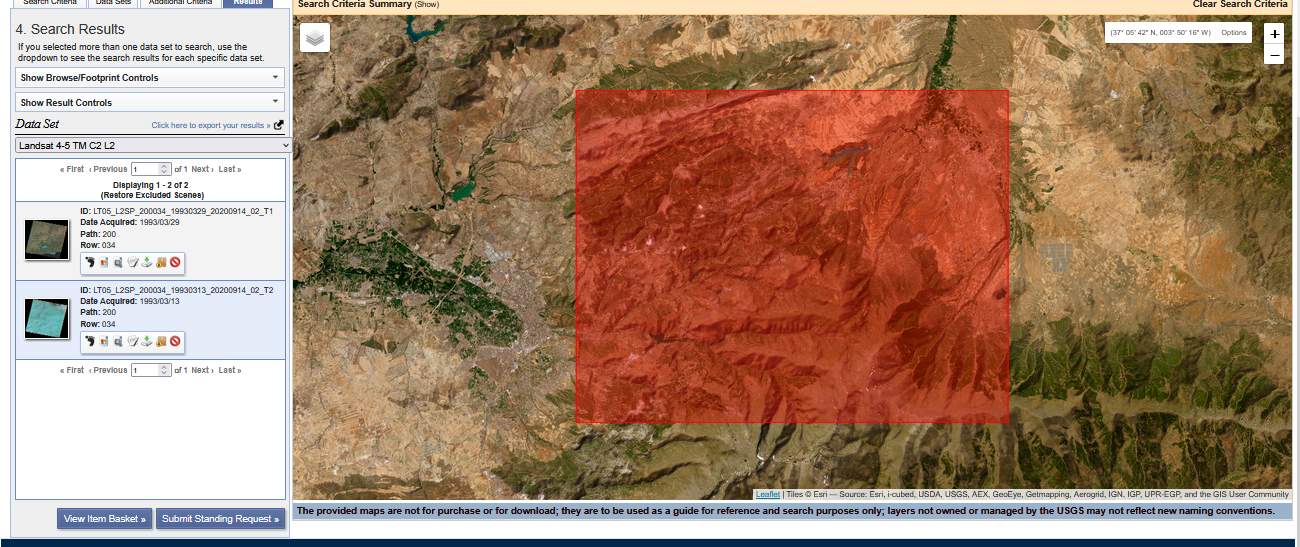 Search Criteria
Data Sets
Additional Criteria
Results
4. Search Results
If you selected more than one data set to search, use the
dropdown to see the search results for each specific data set.
Show Browse/Footprint Controls
Show Result Controls
Data Set
Click here to export your results »
Landsat 4-5 TM C2 L2
« First ‹ Previous 1 of 1 Next › Last »
Displaying 1 - 2 of 2
(Restore Excluded Scenes)
ID: LT05_L2SP_200034_19930329_20200914_02_T1
Date Acquired: 1993/03/29
Path: 200
Row: 034
ID: LT05_L2SP_200034_19930313_20200914_02_T2
Date Acquired: 1993/03/13
Path: 200
Row: 034
« First ‹ Previous 1 of 1 Next › Last »
View Item Basket »
Submit Standing Request »
Search Criteria Summary (Show)
Clear Search Criteria
(37° 05' 42" N, 003° 50' 16" W)
Options
+
−
Leaflet | Tiles © Esri — Source: Esri, i-cubed, USDA, USGS, AEX, GeoEye, Getmapping, Aerogrid, IGN, IGP, UPR-EGP, and the GIS User Community
The provided maps are not for purchase or for download; they are to be used as a guide for reference and search purposes only; layers not owned or managed by the USGS may not reflect new naming conventions.